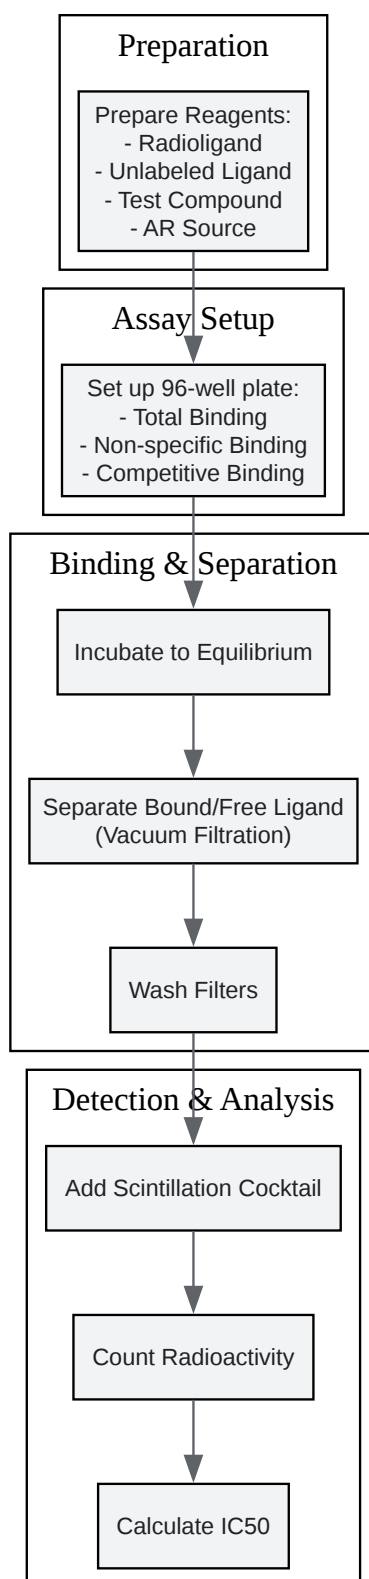 Preparation
Prepare Reagents:
- Radioligand
- Unlabeled Ligand
- Test Compound
- AR Source
Assay Setup
Set up 96-well plate:
- Total Binding
- Non-specific Binding
- Competitive Binding
Binding & Separation
Incubate to Equilibrium
Separate Bound/Free Ligand
(Vacuum Filtration)
Wash Filters
Detection & Analysis
Add Scintillation Cocktail
Count Radioactivity
Calculate IC50